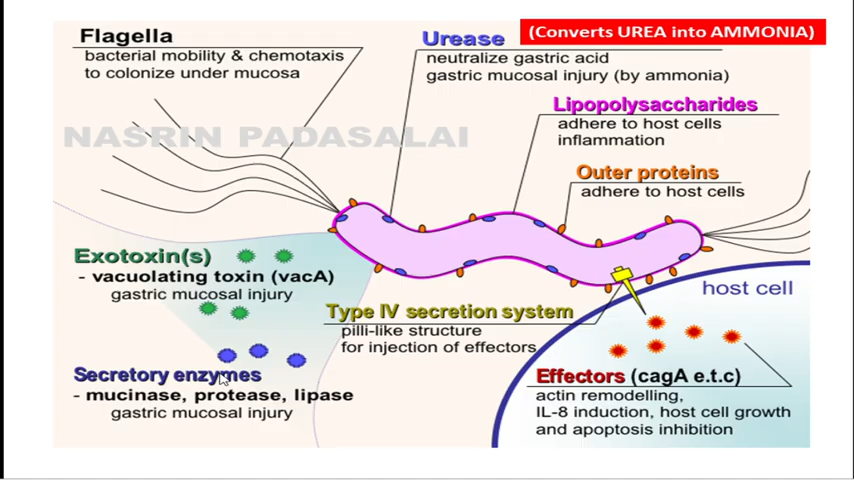 Flagella
bacterial mobility & chemotaxis
to colonize under mucosa
Urease
(Converts UREA into AMMONIA)
neutralize gastric acid
gastric mucosal injury (by ammonia)
Lipopolysaccharides
adhere to host cells
inflammation
NASRIN PADASALAI
Outer proteins
adhere to host cells
Exotoxin(s)
- vacuolating toxin (vacA)
gastric mucosal injury
host cell
Type IV secretion system
pilli-like structure
for injection of effectors
Secretory enzymes
- mucinase, protease, lipase
gastric mucosal injury
Effectors (cagA e.t.c)
actin remodelling,
IL-8 induction, host cell growth
and apoptosis inhibition